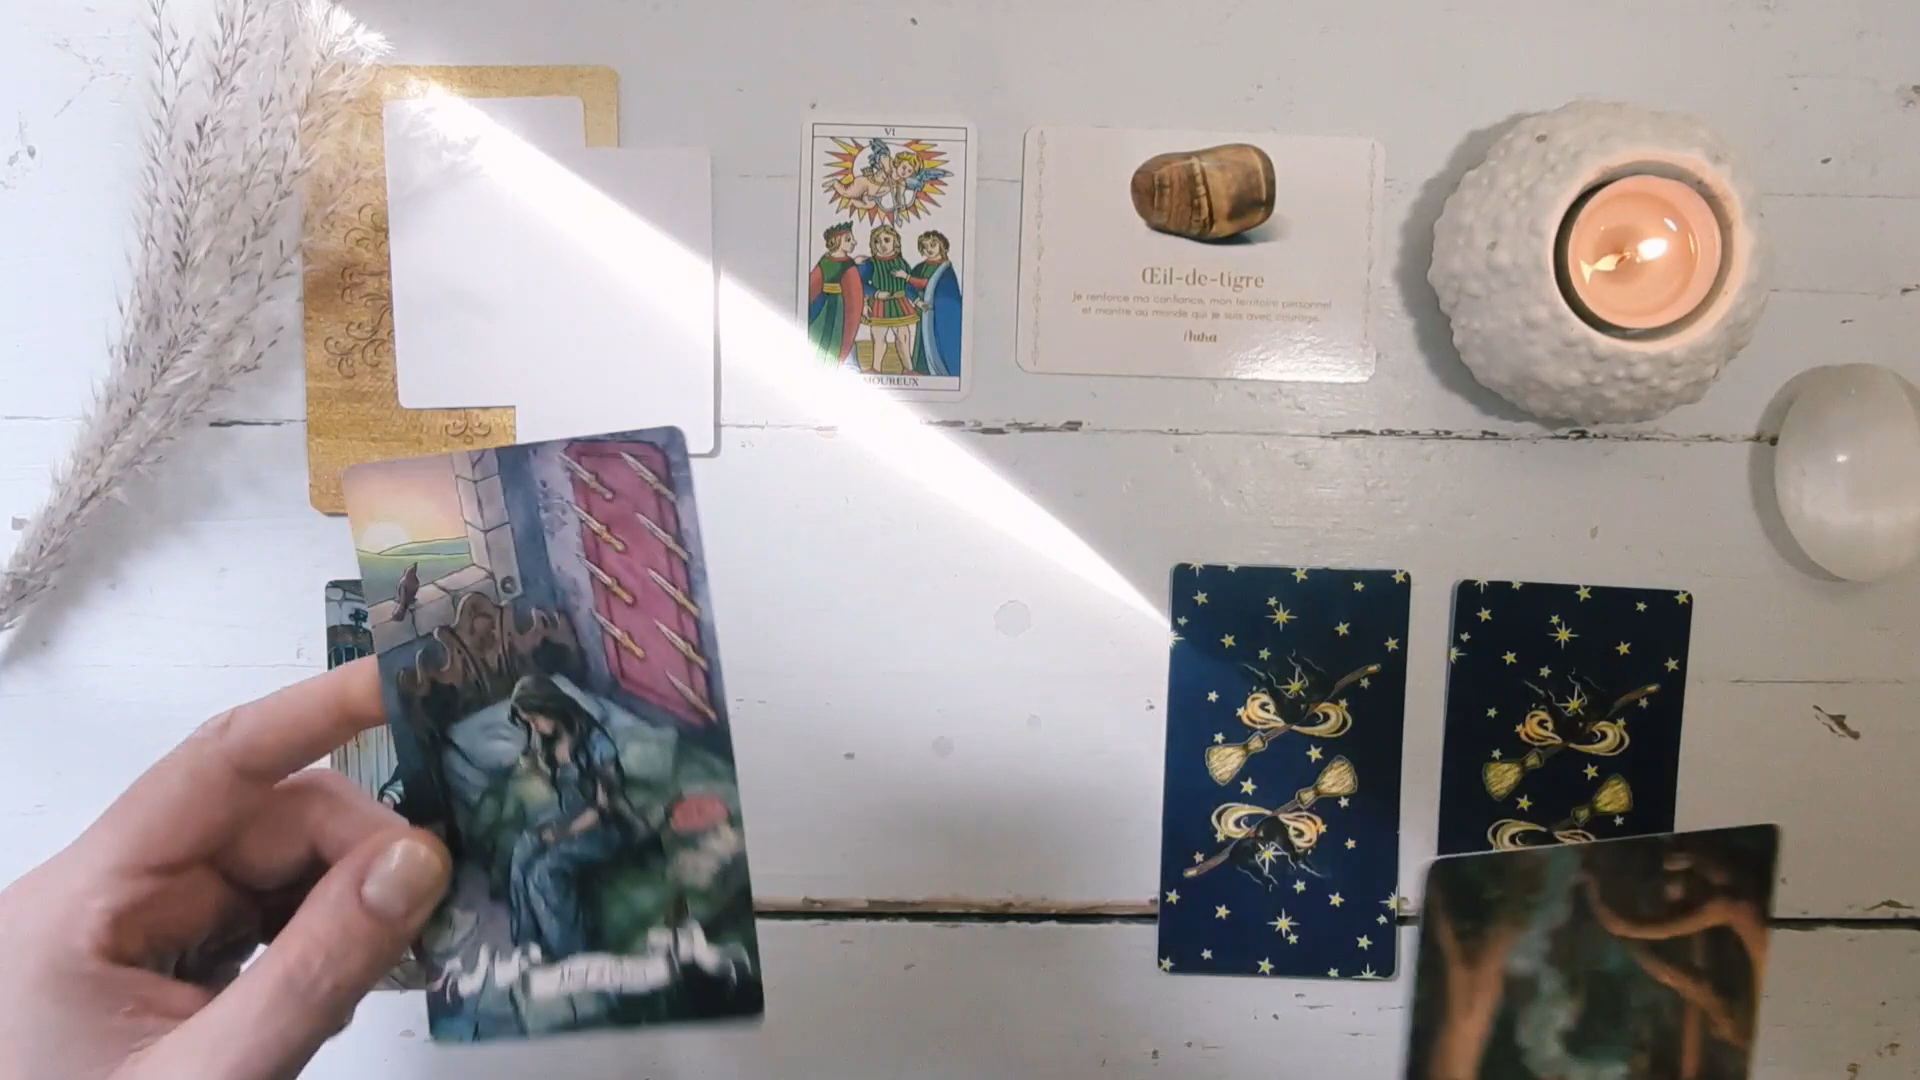 VI
MOUREUX
Œil-de-tigre
Je renforce ma confiance, mon territoire personnel
et montre au monde qui je suis avec courage.